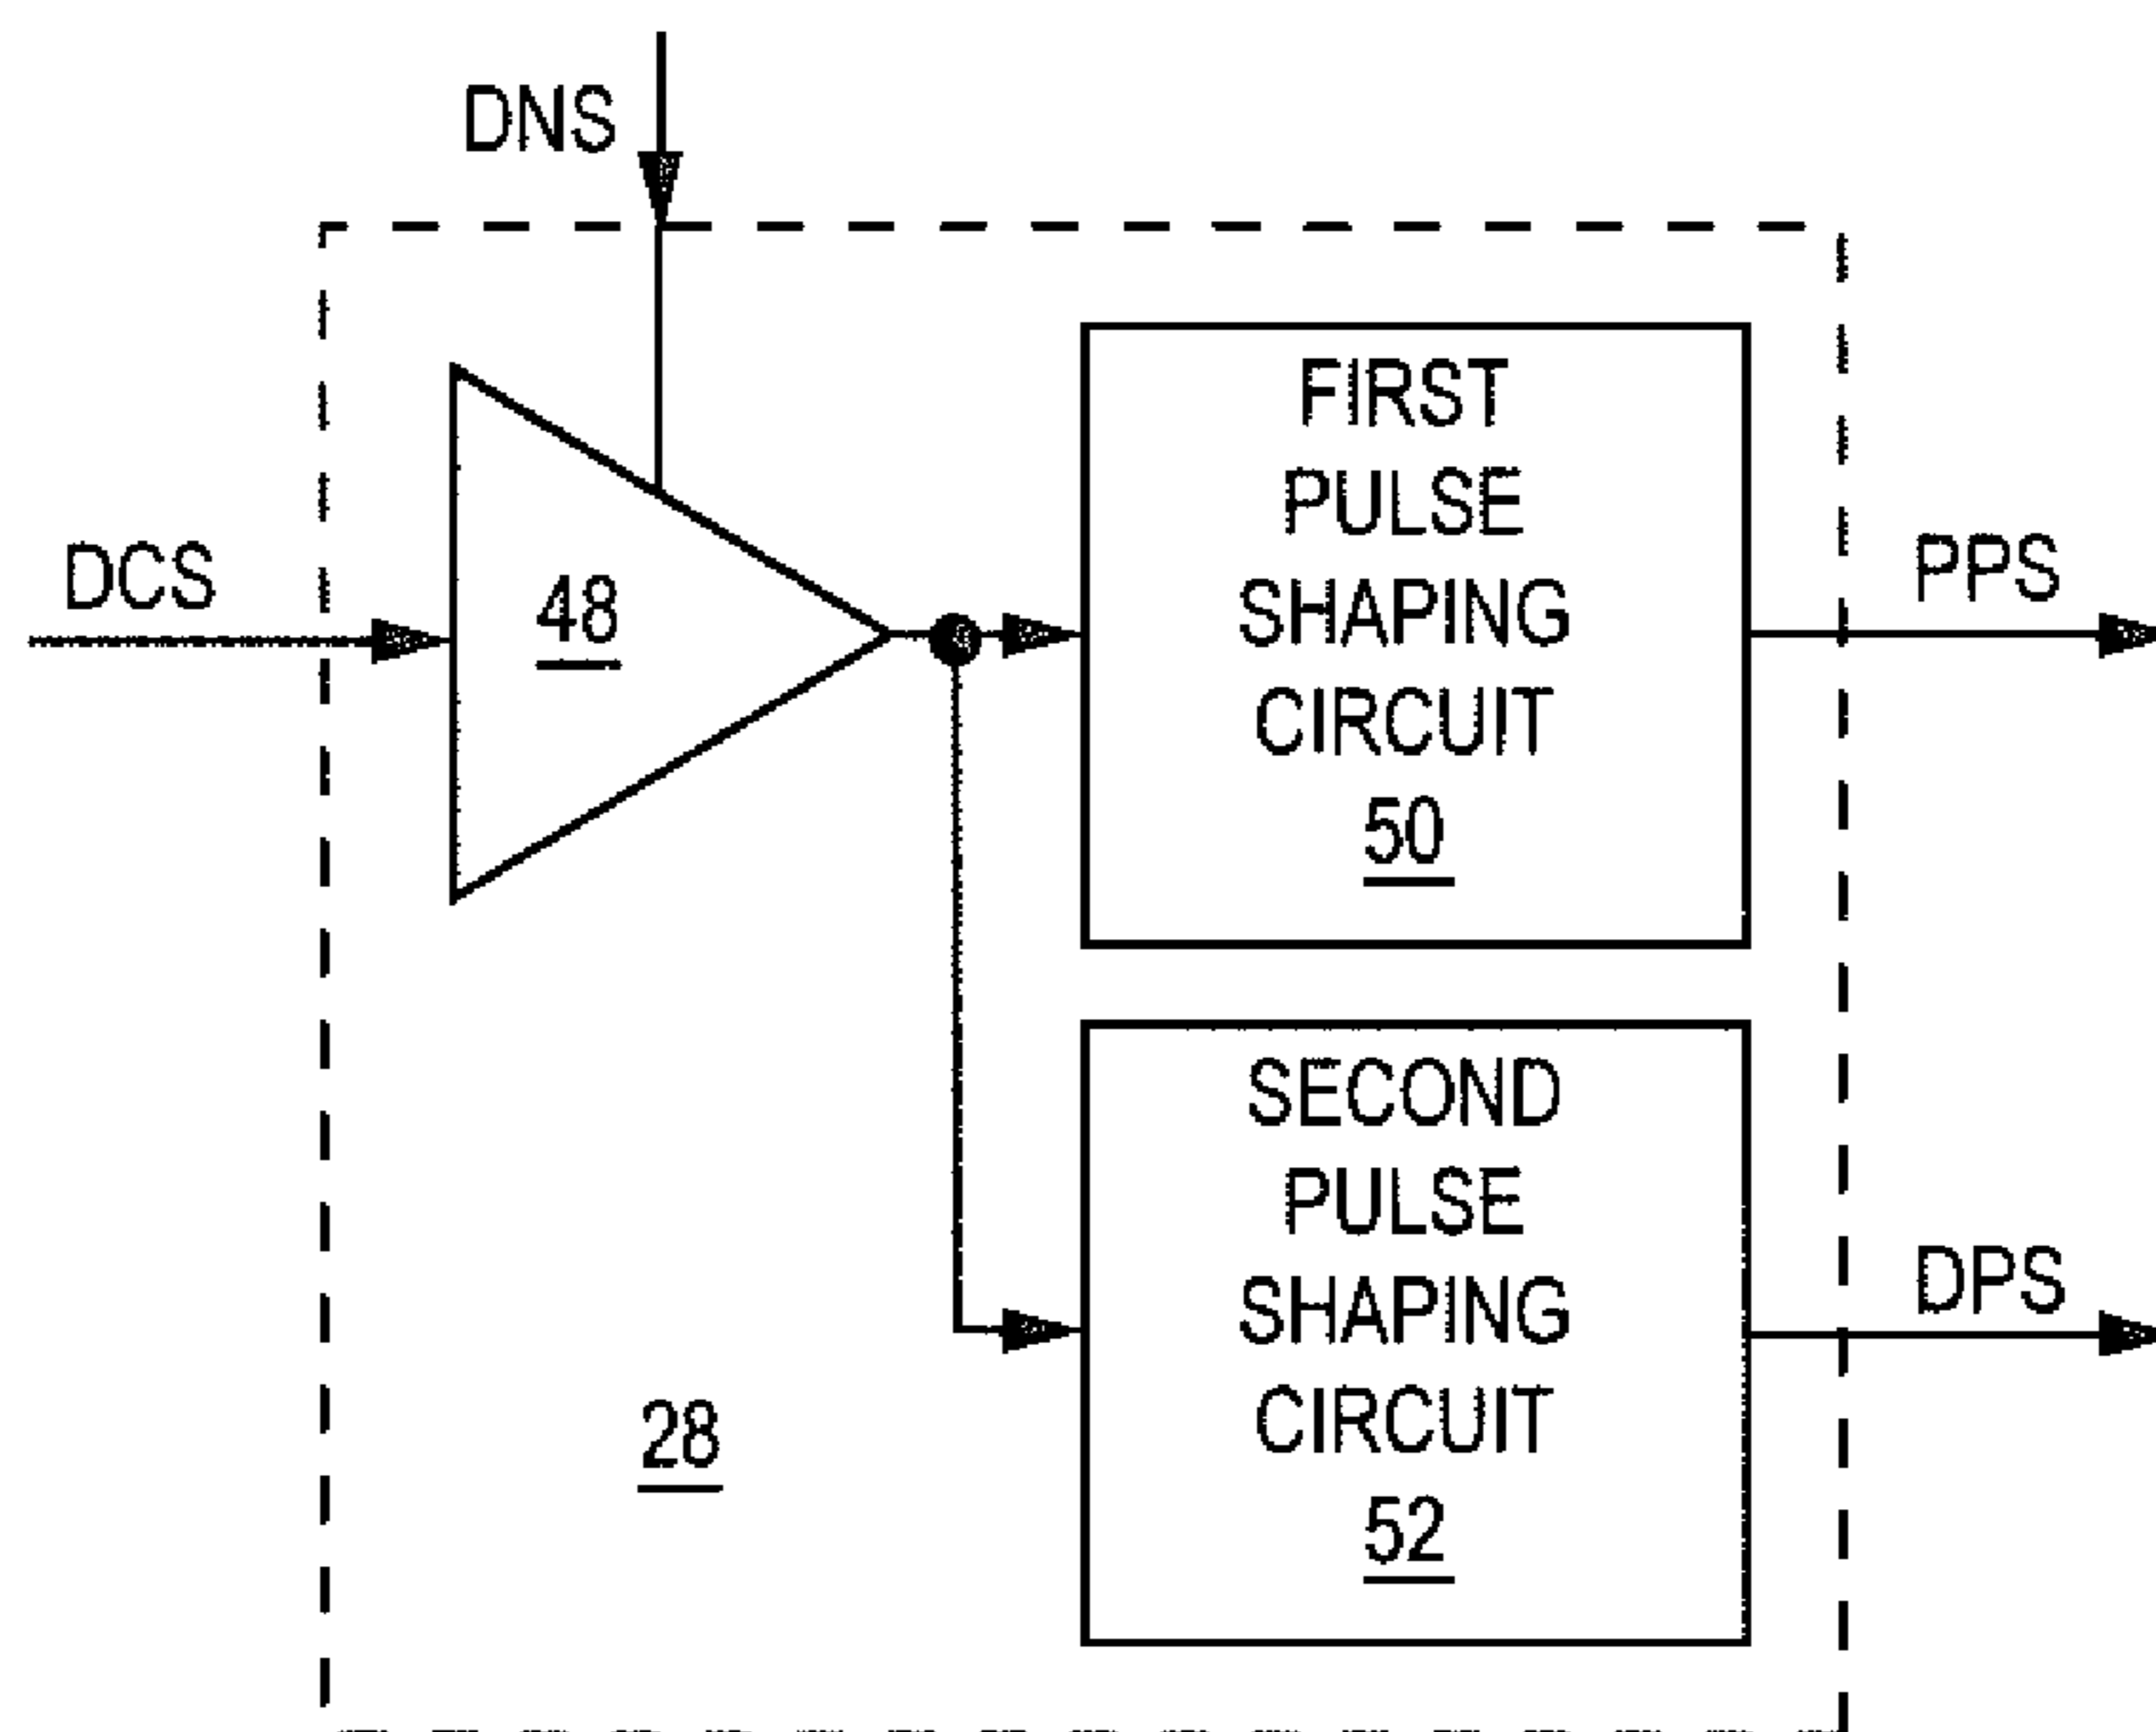 DNS
DCS
48
FIRST
PULSE
SHAPING
CIRCUIT
50
PPS
SECOND
PULSE
SHAPING
CIRCUIT
52
DPS
28